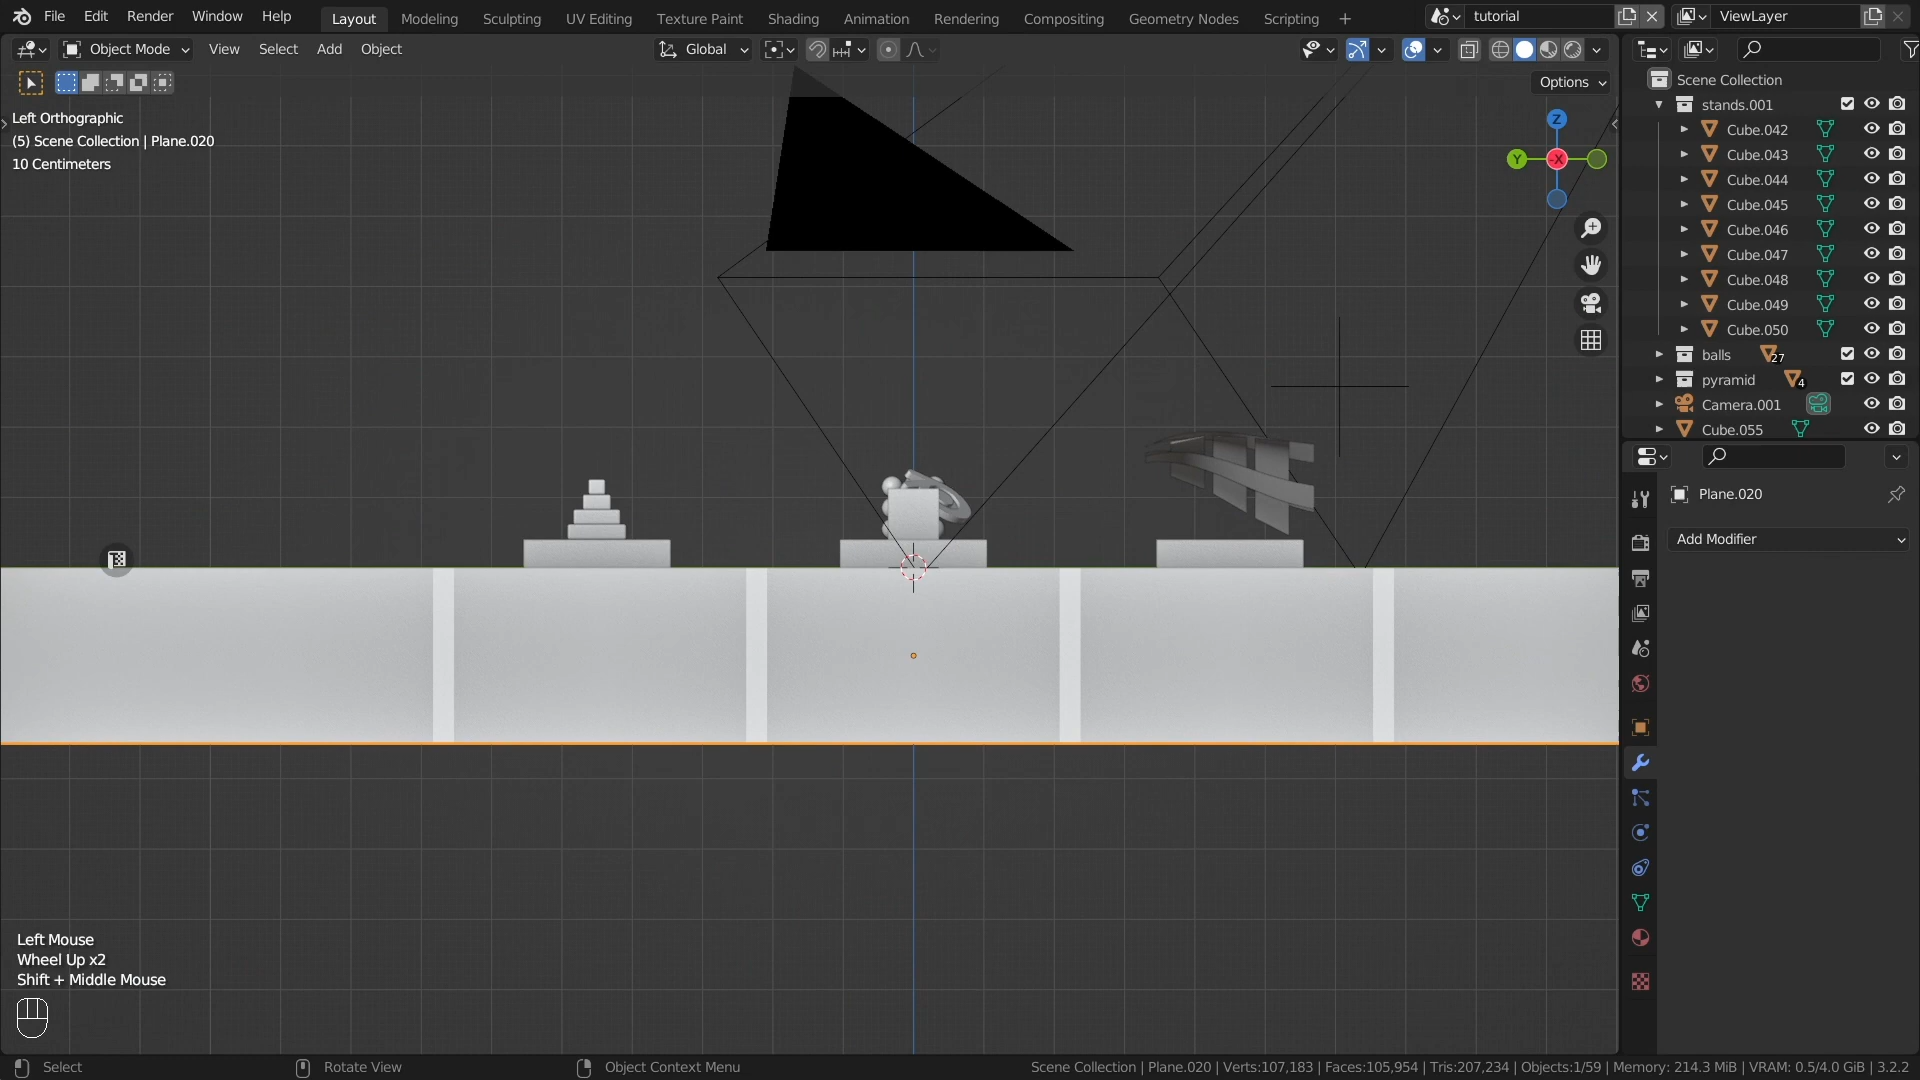 File Edit Render Window Help
Layout Modeling Sculpting UV Editing Texture Paint Shading Animation Rendering Compositing Geometry Nodes Scripting +
tutorial
ViewLayer
Object Mode View Select Add Object
Global
Options
Left Orthographic
(5) Scene Collection | Plane.020
10 Centimeters
Z
Y
-X
Scene Collection
stands.001
Cube.042
Cube.043
Cube.044
Cube.045
Cube.046
Cube.047
Cube.048
Cube.049
Cube.050
balls 27
pyramid 4
Camera.001
Cube.055
Plane.020
Add Modifier
Left Mouse
Wheel Up x2
Shift + Middle Mouse
Select
Rotate View
Object Context Menu
Scene Collection | Plane.020 | Verts:107,183 | Faces:105,954 | Tris:207,234 | Objects:1/59 | Memory: 214.3 MiB | VRAM: 0.5/4.0 GiB | 3.2.2